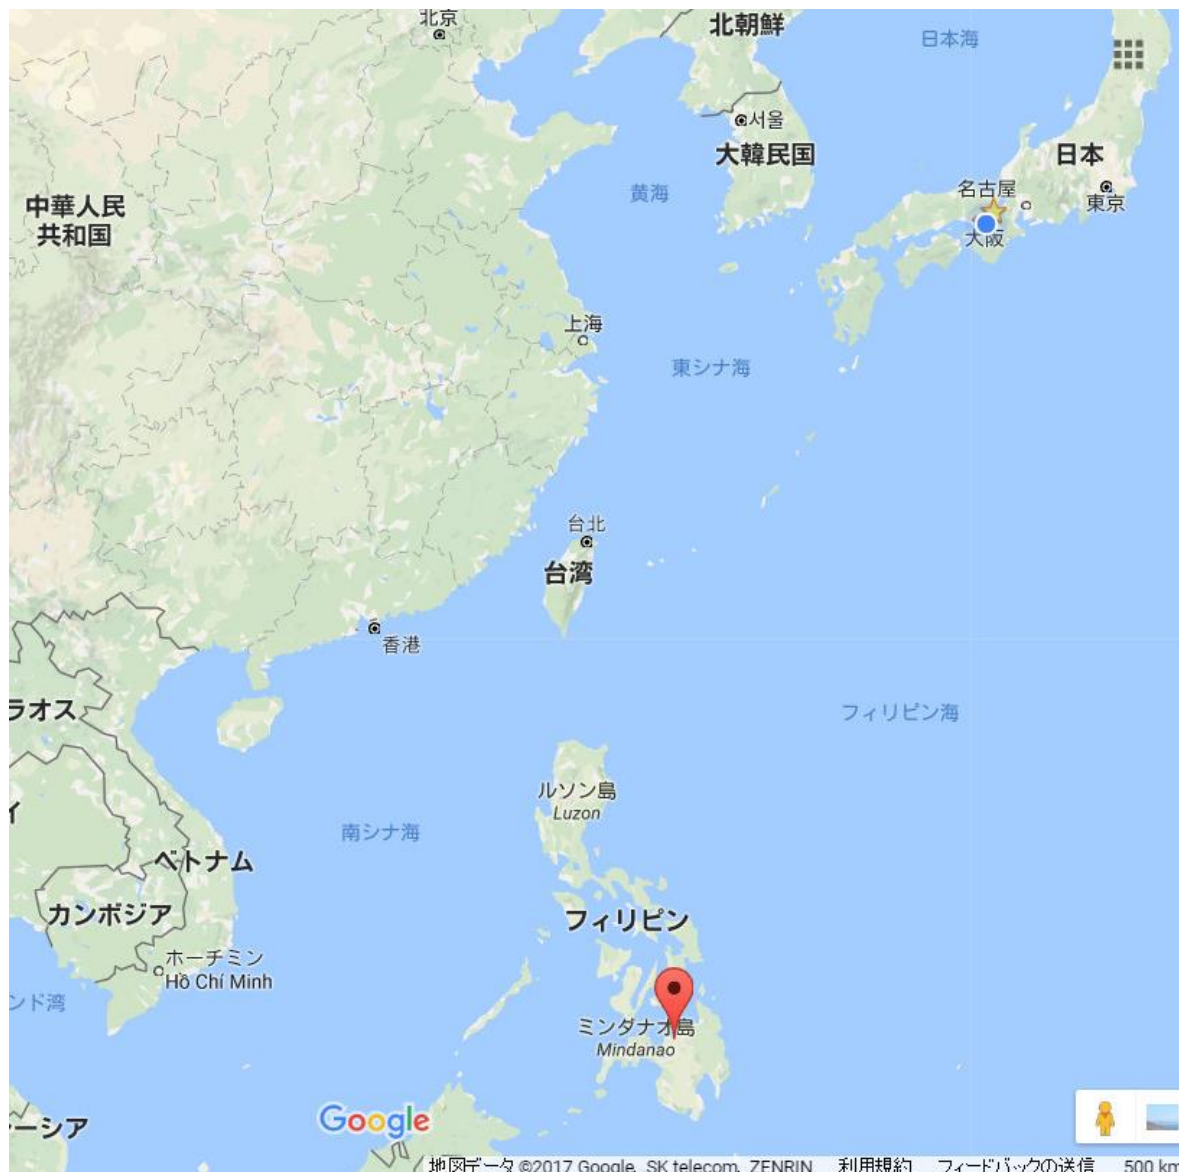 北京
北朝鮮
日本海
서울
大韓民国
日本
黄海
名古屋
東京
中華人民
共和国
大阪
上海
東シナ海
台北
台湾
香港
ラオス
フィリピン海
ルソン島
Luzon
南シナ海
ベトナム
カンボジア
フィリピン
ホーチミン
Hồ Chí Minh
ンド湾
ミンダナオ島
Mindanao
Google
ーシア
地図データ ©2017 Google, SK telecom, ZENRIN 利用規約 フィードバックの送信 500 km